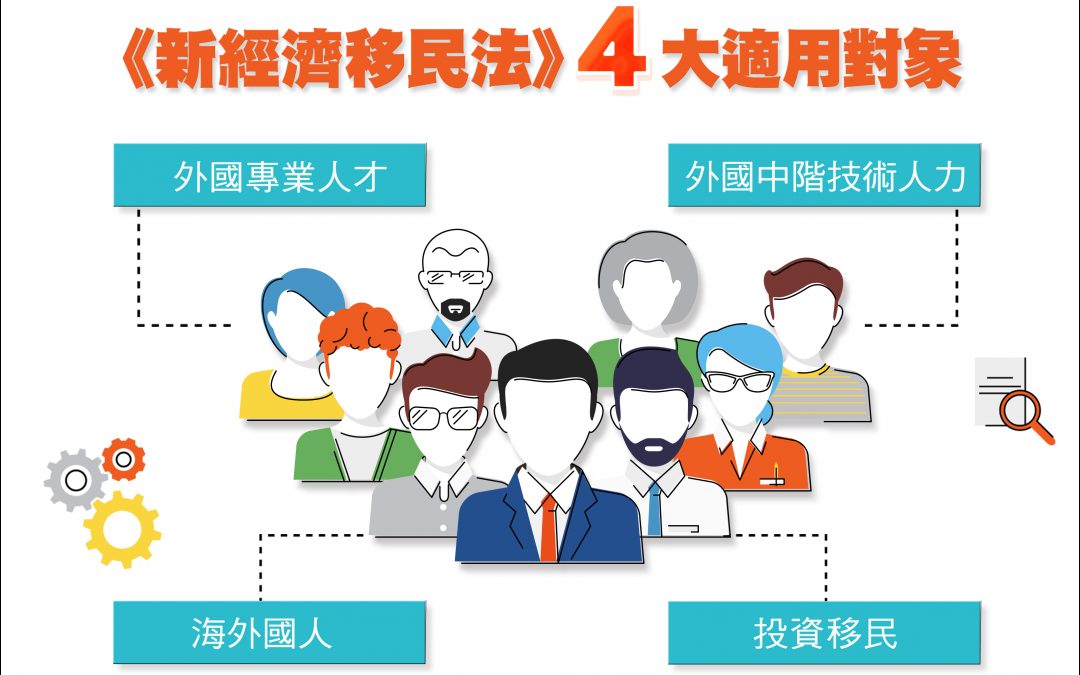 《新經濟移民法》4大適用對象
外國專業人才
外國中階技術人力
海外國人
投資移民